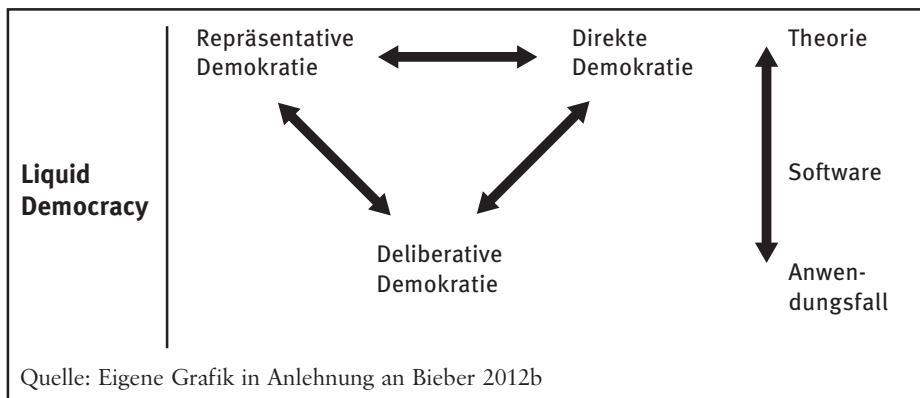 Repräsentative
Demokratie
Direkte
Demokratie
Theorie
Liquid
Democracy
Software
Deliberative
Demokratie
Anwen-
dungsfall
Quelle: Eigene Grafik in Anlehnung an Bieber 2012b